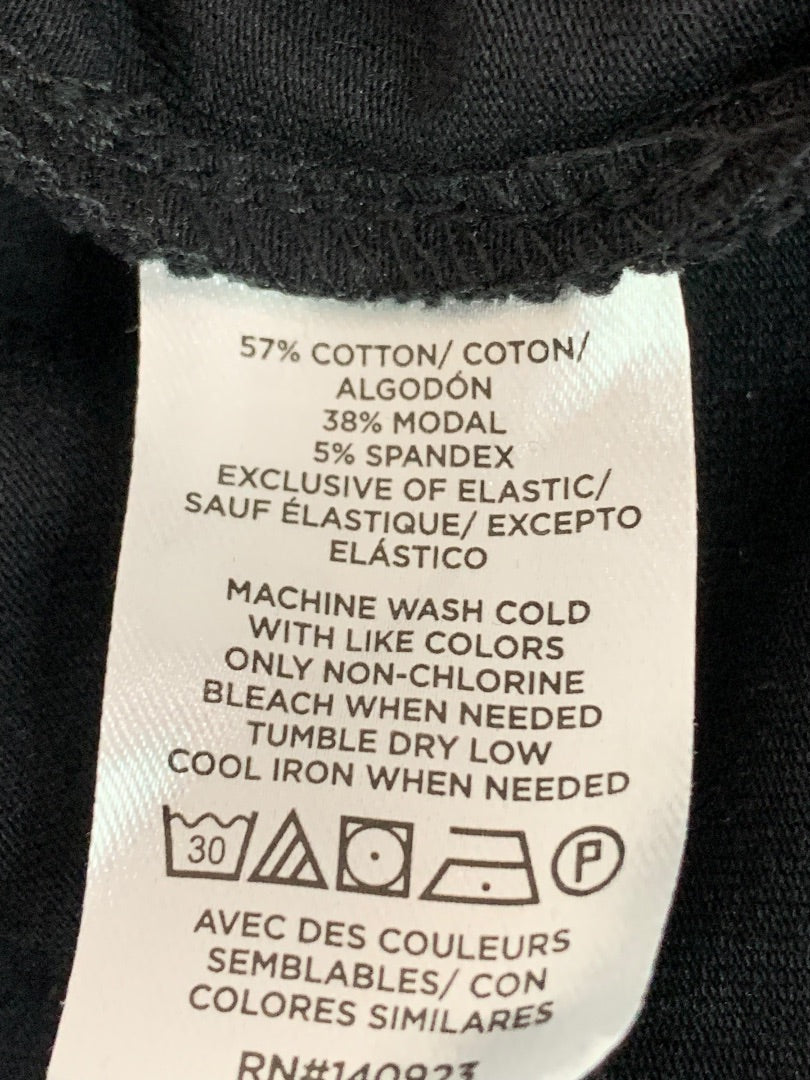 57% COTTON/ COTON/
ALGODÓN
38% MODAL
5% SPANDEX
EXCLUSIVE OF ELASTIC/
SAUF ÉLASTIQUE/ EXCEPTO
ELÁSTICO
MACHINE WASH COLD
WITH LIKE COLORS
ONLY NON-CHLORINE
BLEACH WHEN NEEDED
TUMBLE DRY LOW
COOL IRON WHEN NEEDED
30 P
AVEC DES COULEURS
SEMBLABLES/ CON
COLORES SIMILARES
RN#140923